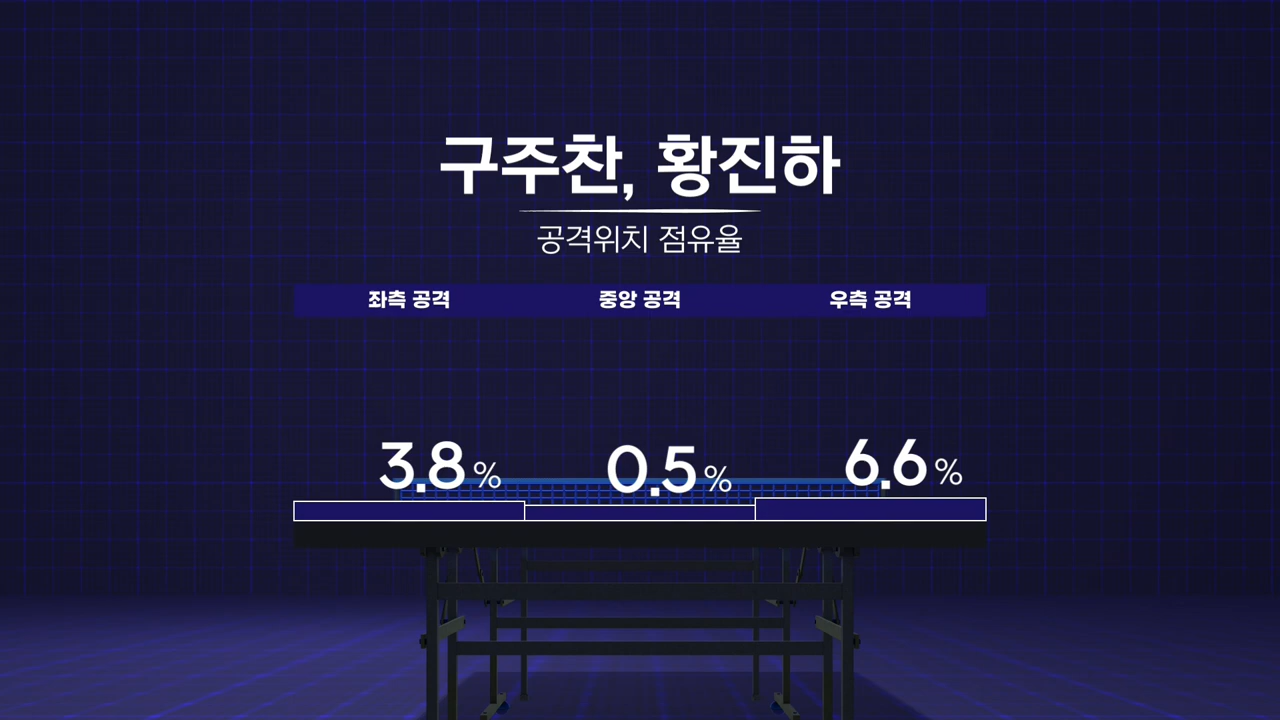 구주찬, 황진하
공격위치 점유율
좌측 공격 중앙 공격 우측 공격
3.8% 0.5% 6.6%